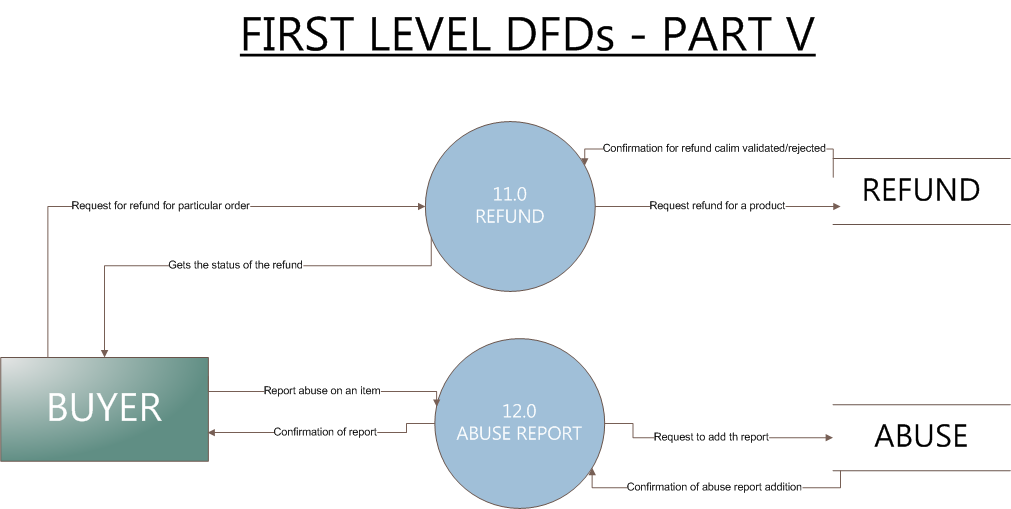 FIRST LEVEL DFDs - PART V
Confirmation for refund calim validated/rejected
11.0
REFUND
REFUND
Request for refund for particular order
Request refund for a product
Gets the status of the refund
BUYER
Report abuse on an item
12.0
ABUSE REPORT
Confirmation of report
Request to add th report
ABUSE
Confirmation of abuse report addition